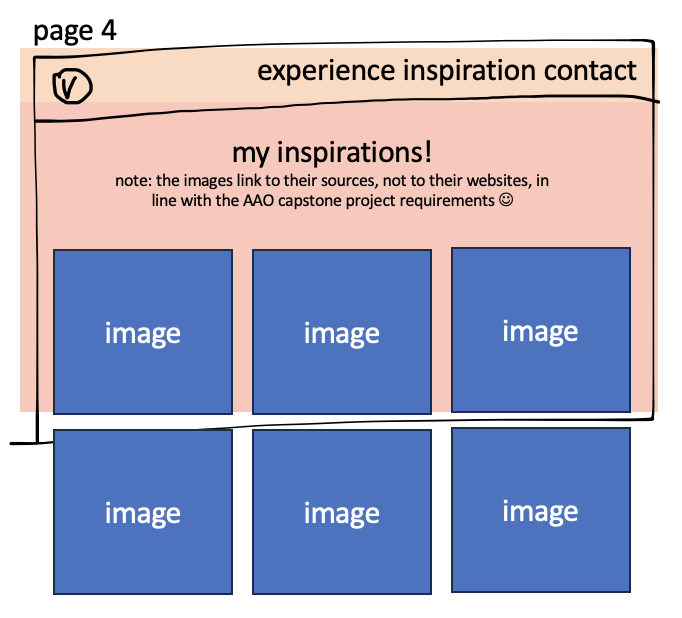 page 4
V
experience inspiration contact
my inspirations!
note: the images link to their sources, not to their websites, in
line with the AAO capstone project requirements ☺
image image image
image image image